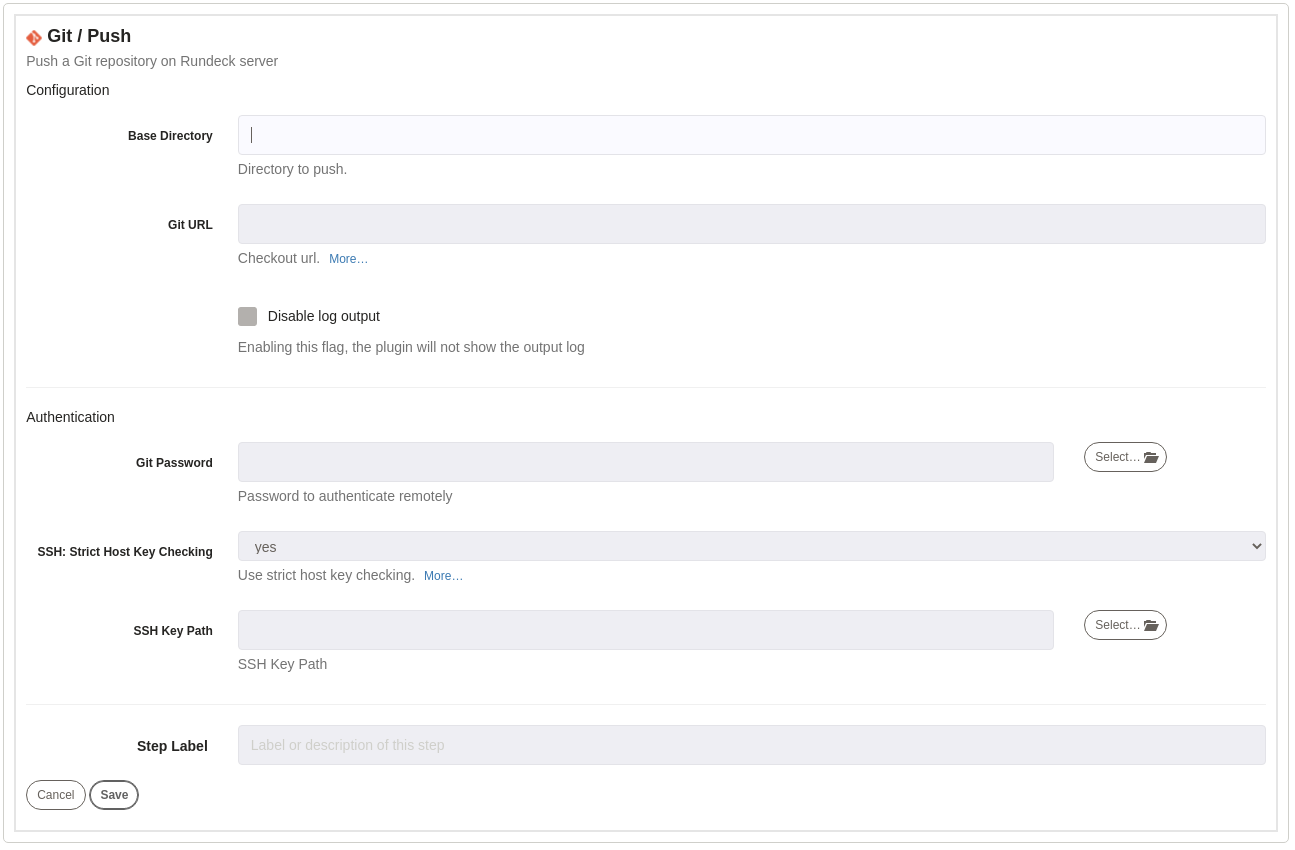 Git / Push
Push a Git repository on Rundeck server
Configuration
Base Directory
Directory to push.
Git URL
Checkout url. More…
Disable log output
Enabling this flag, the plugin will not show the output log
Authentication
Git Password
Select…
Password to authenticate remotely
SSH: Strict Host Key Checking
yes
Use strict host key checking. More…
SSH Key Path
Select…
SSH Key Path
Step Label
Label or description of this step
Cancel Save